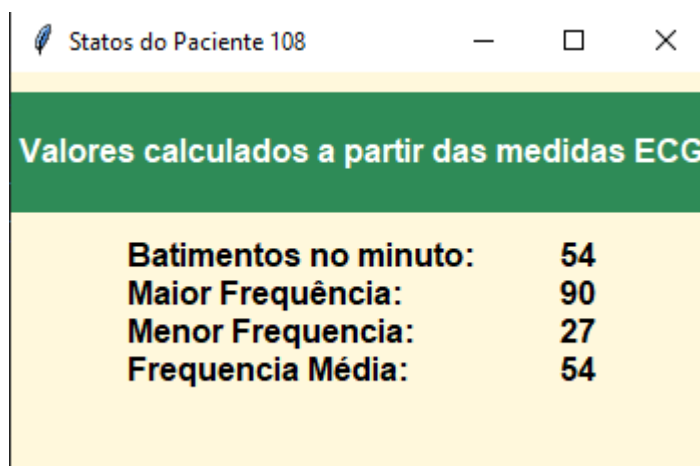 Statos do Paciente 108
Valores calculados a partir das medidas ECG
Batimentos no minuto: 54
Maior Frequência: 90
Menor Frequencia: 27
Frequencia Média: 54